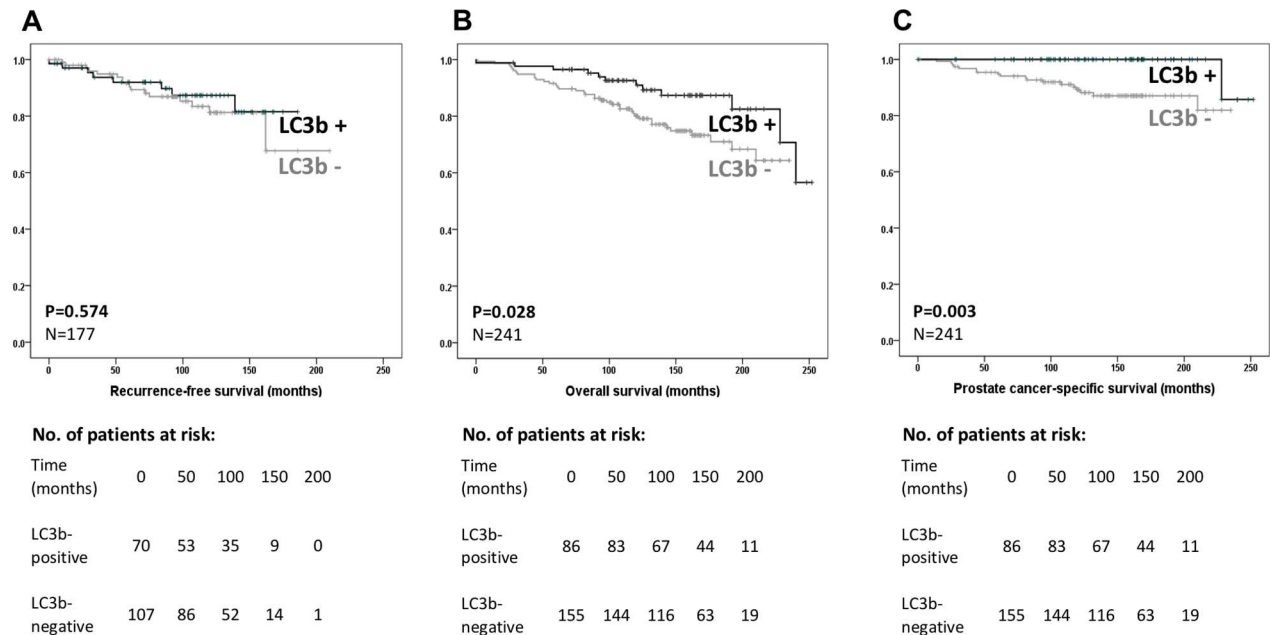 A
1.0
0.8
0.6
0.4
0.2
0.0
LC3b +
LC3b -
P=0.574
N=177
0 50 100 150 200 250
Recurrence-free survival (months)
No. of patients at risk:
Time
(months) 0 50 100 150 200
LC3b-
positive 70 53 35 9 0
LC3b-
negative 107 86 52 14 1
B
1.0
0.8
0.6
0.4
0.2
0.0
LC3b +
LC3b -
P=0.028
N=241
0 50 100 150 200 250
Overall survival (months)
No. of patients at risk:
Time
(months) 0 50 100 150 200
LC3b-
positive 86 83 67 44 11
LC3b-
negative 155 144 116 63 19
C
1.0
0.8
0.6
0.4
0.2
0.0
LC3b +
LC3b -
P=0.003
N=241
0 50 100 150 200 250
Prostate cancer-specific survival (months)
No. of patients at risk:
Time
(months) 0 50 100 150 200
LC3b-
positive 86 83 67 44 11
LC3b-
negative 155 144 116 63 19